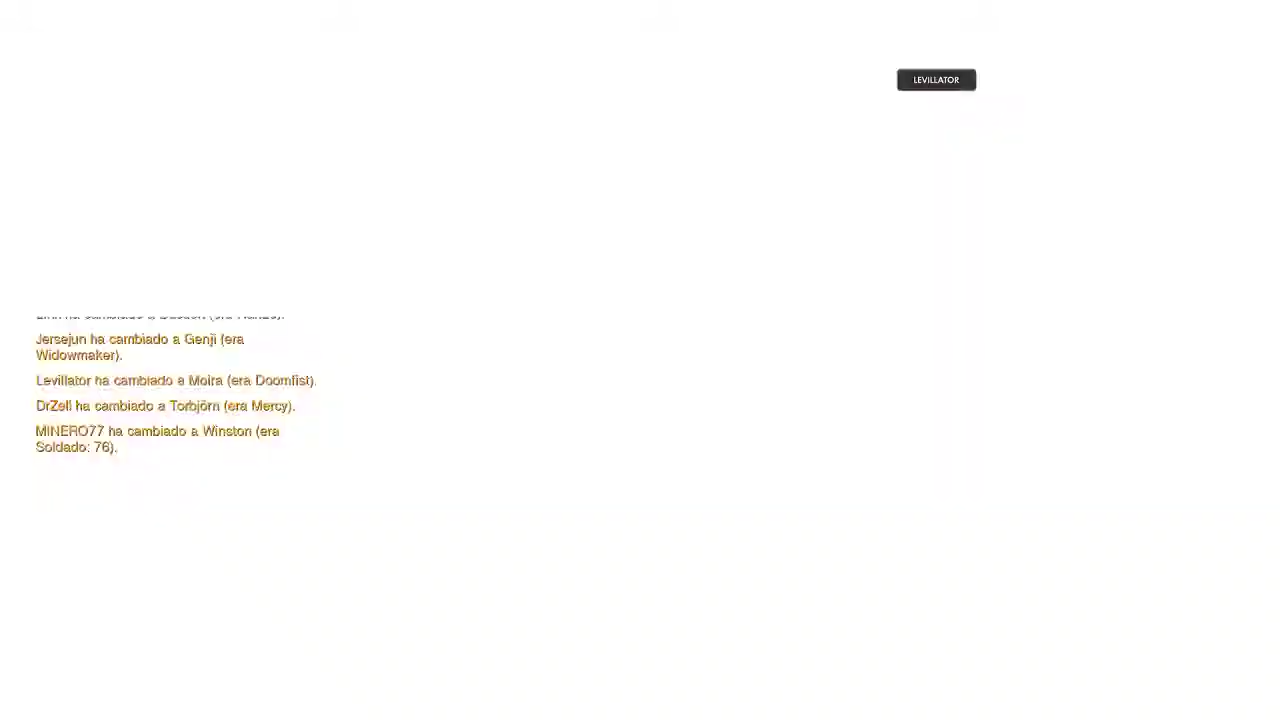 LEVILLATOR
Jersejun ha cambiado a Genji (era
Widowmaker).
Levillator ha cambiado a Moira (era Doomfist).
DrZell ha cambiado a Torbjörn (era Mercy).
MINERO77 ha cambiado a Winston (era
Soldado: 76).